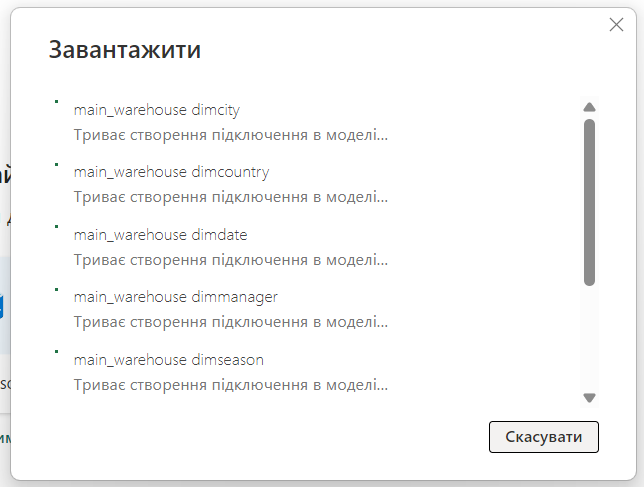 Завантажити
main_warehouse dimcity
Триває створення підключення в моделі...
main_warehouse dimcountry
Триває створення підключення в моделі...
main_warehouse dimdate
Триває створення підключення в моделі...
main_warehouse dimmanager
Триває створення підключення в моделі...
main_warehouse dimseason
Триває створення підключення в моделі...
Скасувати